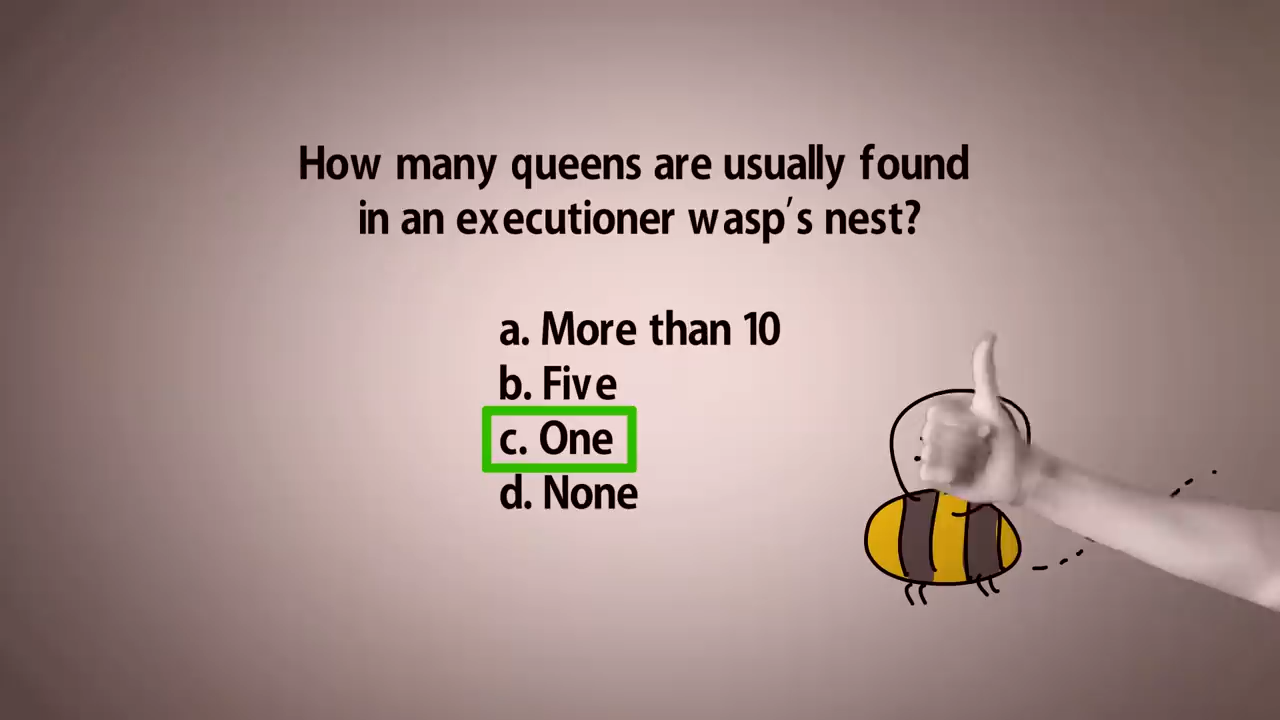 How many queens are usually found
in an executioner wasp's nest?
a. More than 10
b. Five
c. One
d. None